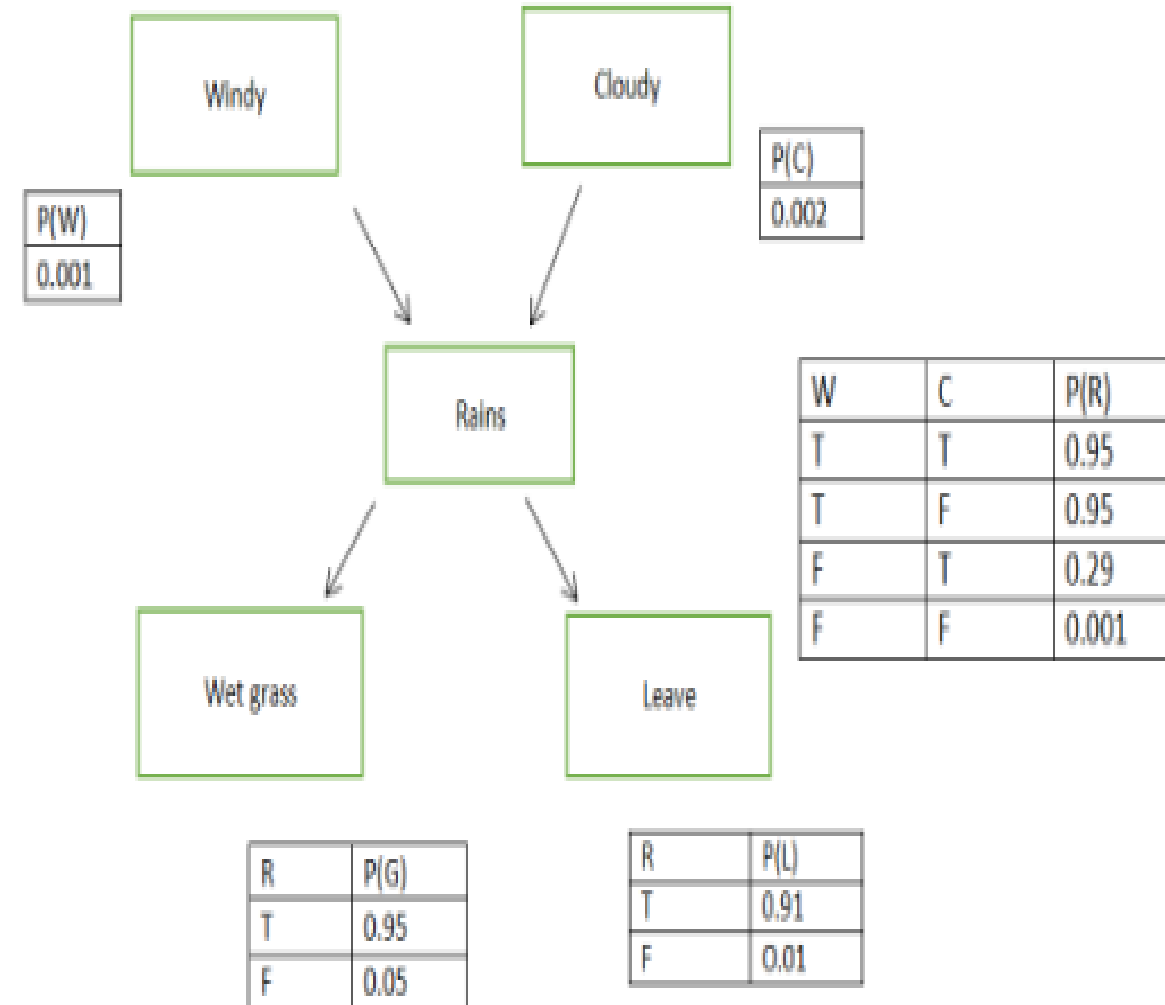 Windy
Cloudy
P(C)
0.002
P(W)
0.001
Rains
W C P(R)
T T 0.95
T F 0.95
F T 0.29
F F 0.001
Wet grass
Leave
R P(G)
T 0.95
F 0.05
R P(L)
T 0.91
F 0.01